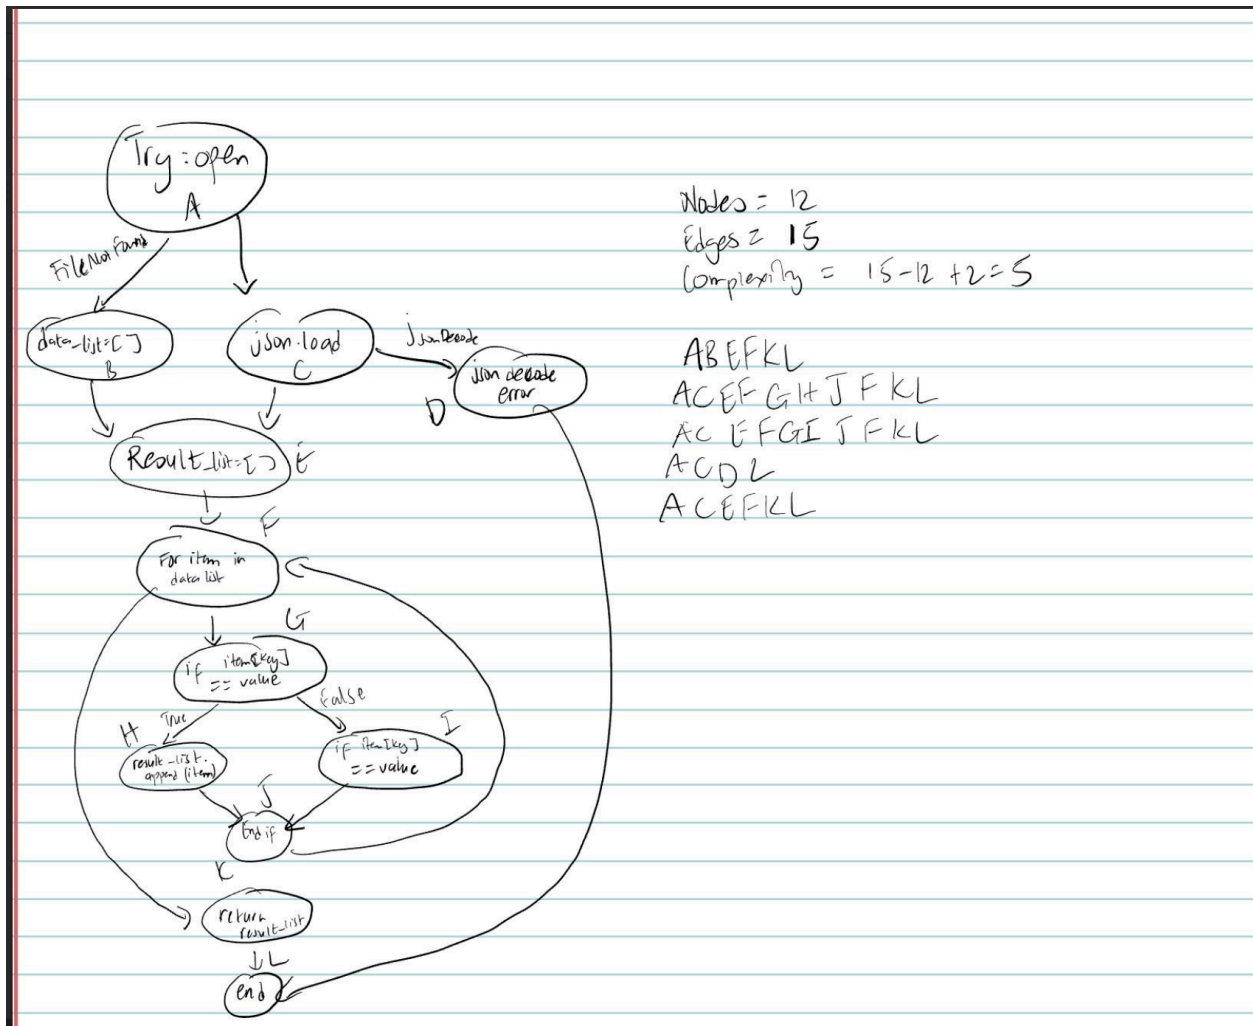 Try: open
A
FileNotFound
data_list=[]
B
json.load
C
jsonDecode
json decode
error
D
Result_list=[]
E
F
For item in
data list
G
if item[key]
== value
True
False
H
result_list.
append(item)
I
if item[key]
== value
J
End if
K
return
result_list
L
end
Nodes = 12
Edges = 15
Complexity = 15-12+2=5
ABEFKL
ACEFGHJFKL
ACEFGIJFKL
ACDL
ACEFKL